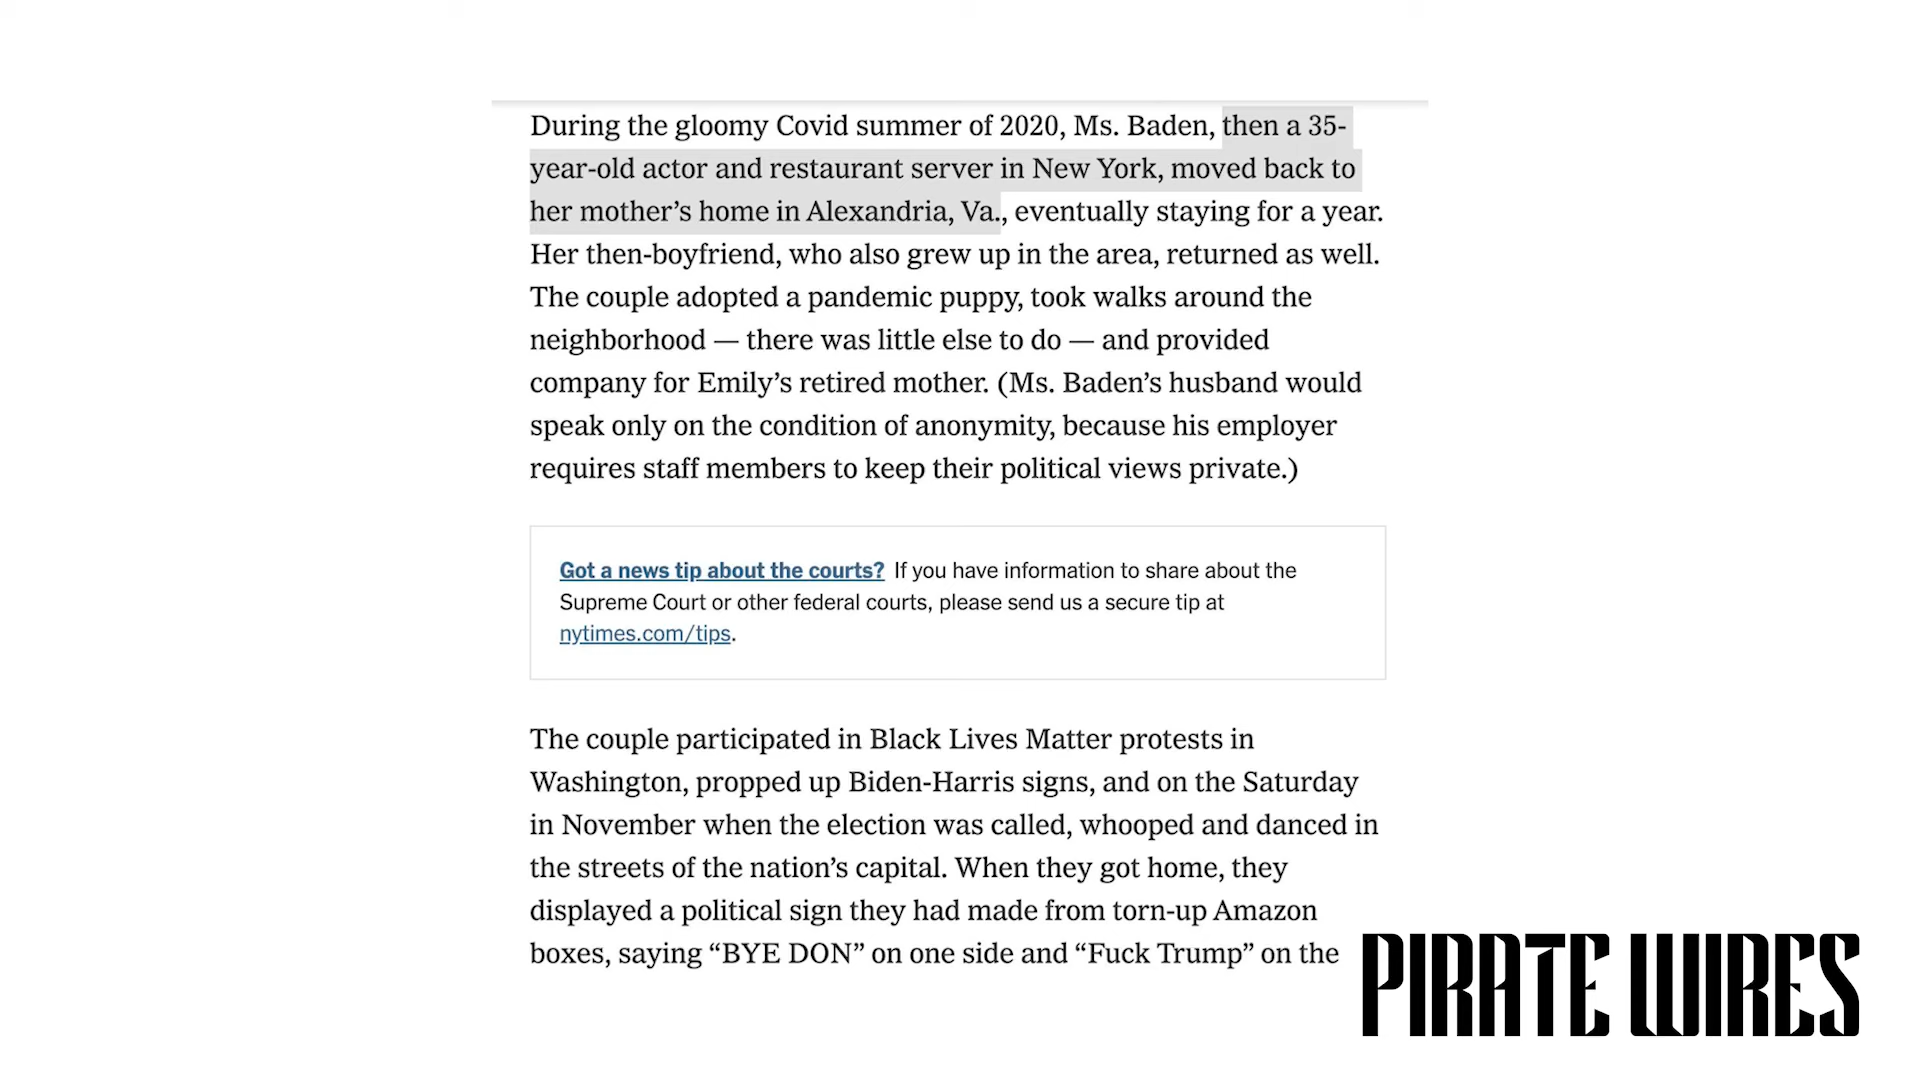 During the gloomy Covid summer of 2020, Ms. Baden, then a 35-
year-old actor and restaurant server in New York, moved back to
her mother’s home in Alexandria, Va., eventually staying for a year.
Her then-boyfriend, who also grew up in the area, returned as well.
The couple adopted a pandemic puppy, took walks around the
neighborhood — there was little else to do — and provided
company for Emily’s retired mother. (Ms. Baden’s husband would
speak only on the condition of anonymity, because his employer
requires staff members to keep their political views private.)
Got a news tip about the courts? If you have information to share about the
Supreme Court or other federal courts, please send us a secure tip at
nytimes.com/tips.
The couple participated in Black Lives Matter protests in
Washington, propped up Biden-Harris signs, and on the Saturday
in November when the election was called, whooped and danced in
the streets of the nation’s capital. When they got home, they
displayed a political sign they had made from torn-up Amazon
boxes, saying “BYE DON” on one side and “Fuck Trump” on the
PIRATE WIRES